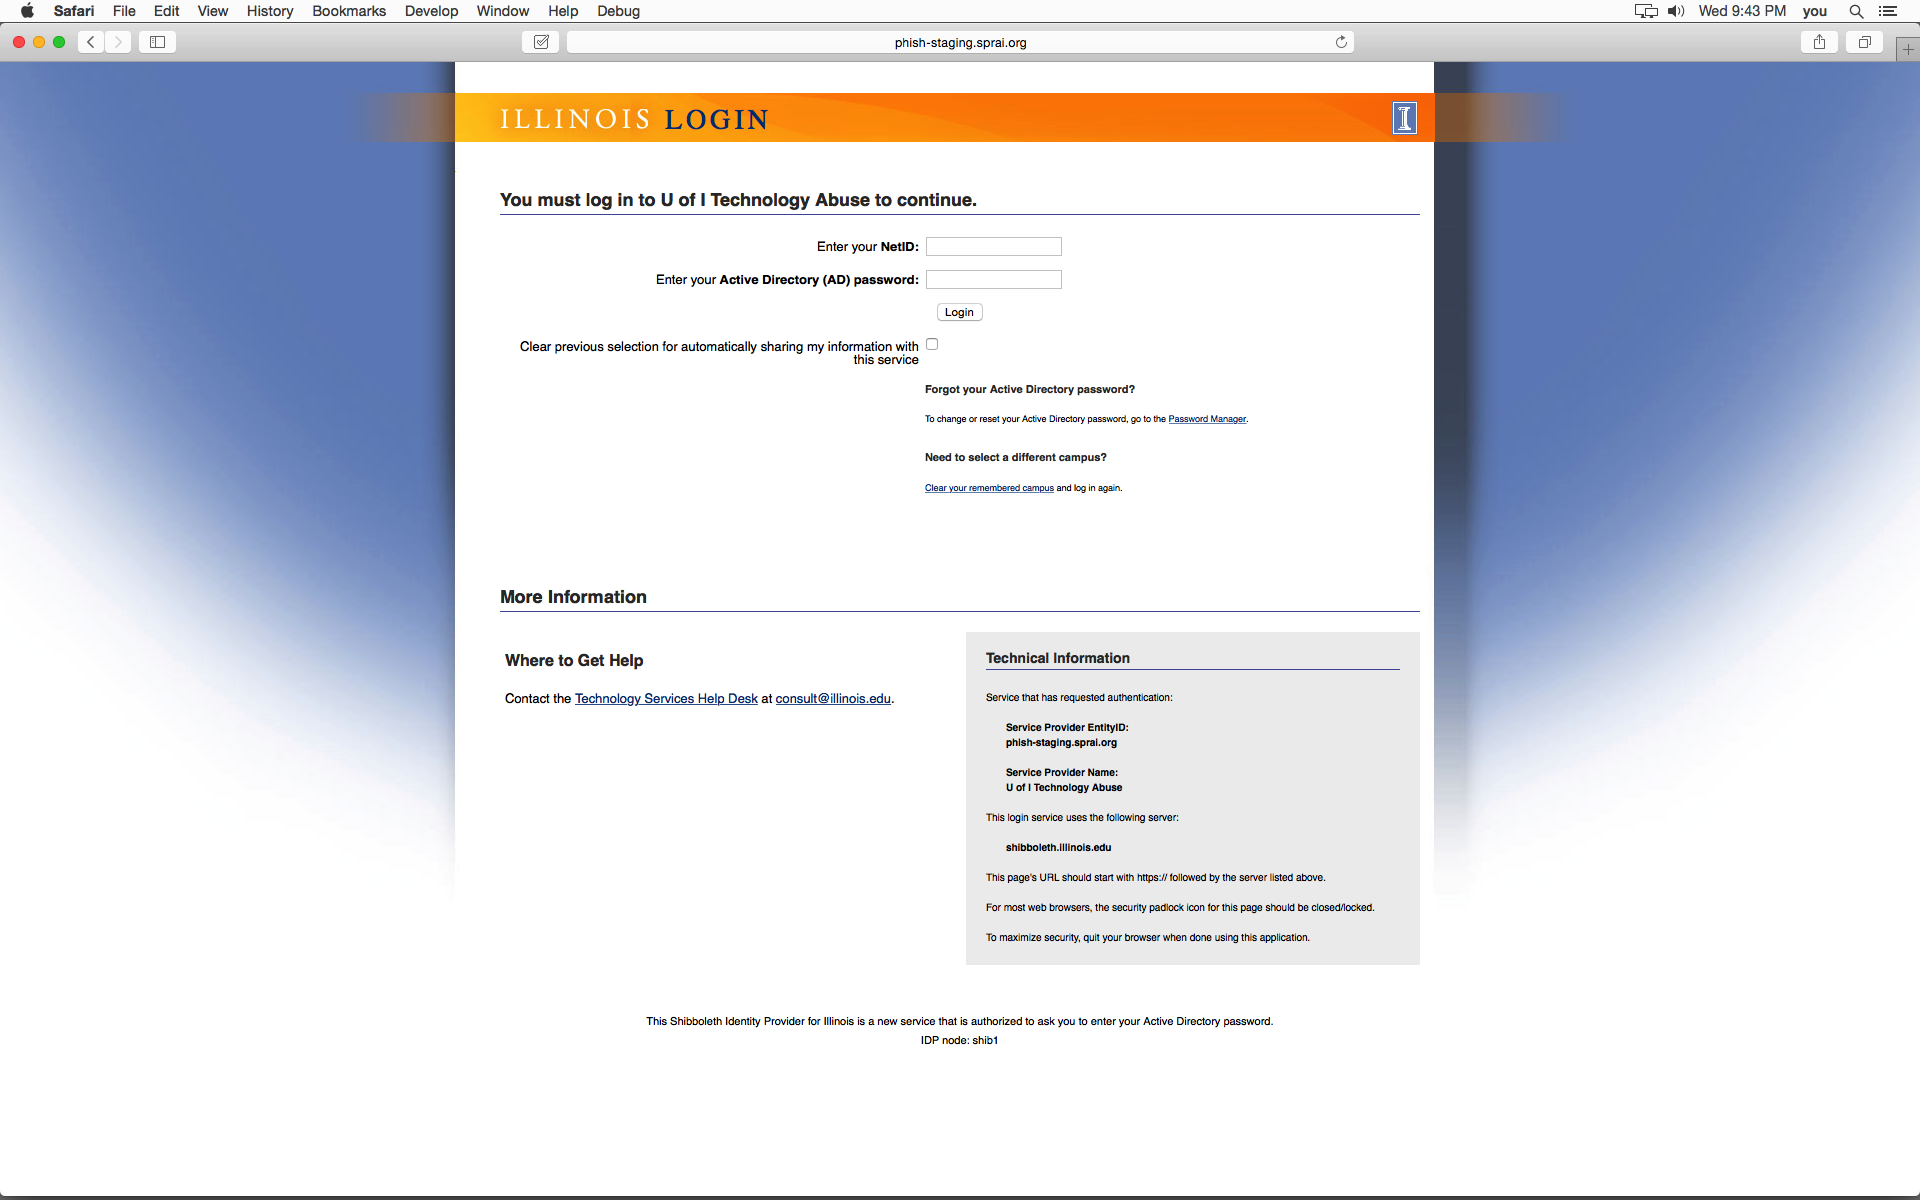 Safari File Edit View History Bookmarks Develop Window Help Debug Wed 9:43 PM you
phish-staging.sprai.org
ILLINOIS LOGIN
You must log in to U of I Technology Abuse to continue.
Enter your NetID:
Enter your Active Directory (AD) password:
Login
Clear previous selection for automatically sharing my information with
this service
Forgot your Active Directory password?
To change or reset your Active Directory password, go to the Password Manager.
Need to select a different campus?
Clear your remembered campus and log in again.
More Information
Where to Get Help
Contact the Technology Services Help Desk at consult@illinois.edu.
Technical Information
Service that has requested authentication:
Service Provider EntityID:
phish-staging.sprai.org
Service Provider Name:
U of I Technology Abuse
This login service uses the following server:
shibboleth.illinois.edu
This page's URL should start with https:// followed by the server listed above.
For most web browsers, the security padlock icon for this page should be closed/locked.
To maximize security, quit your browser when done using this application.
This Shibboleth Identity Provider for Illinois is a new service that is authorized to ask you to enter your Active Directory password.
IDP node: shib1